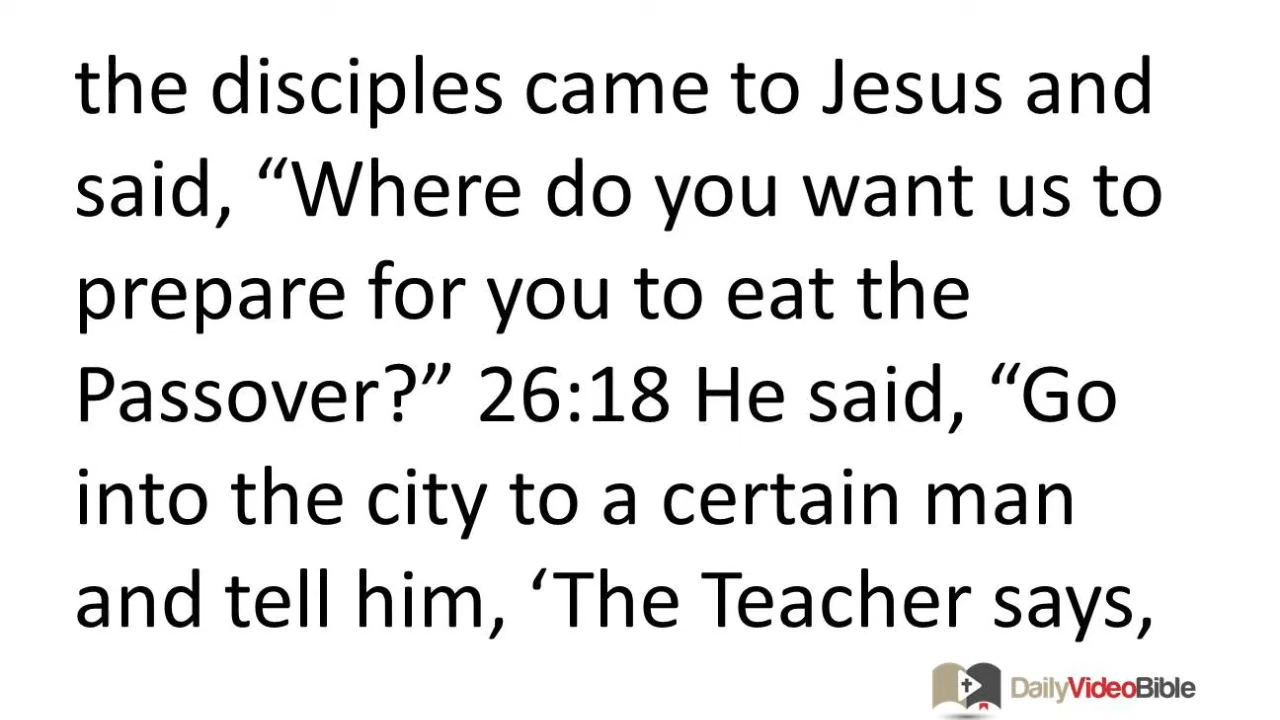 the disciples came to Jesus and
said, “Where do you want us to
prepare for you to eat the
Passover?” 26:18 He said, “Go
into the city to a certain man
and tell him, ‘The Teacher says,
DailyVideoBible